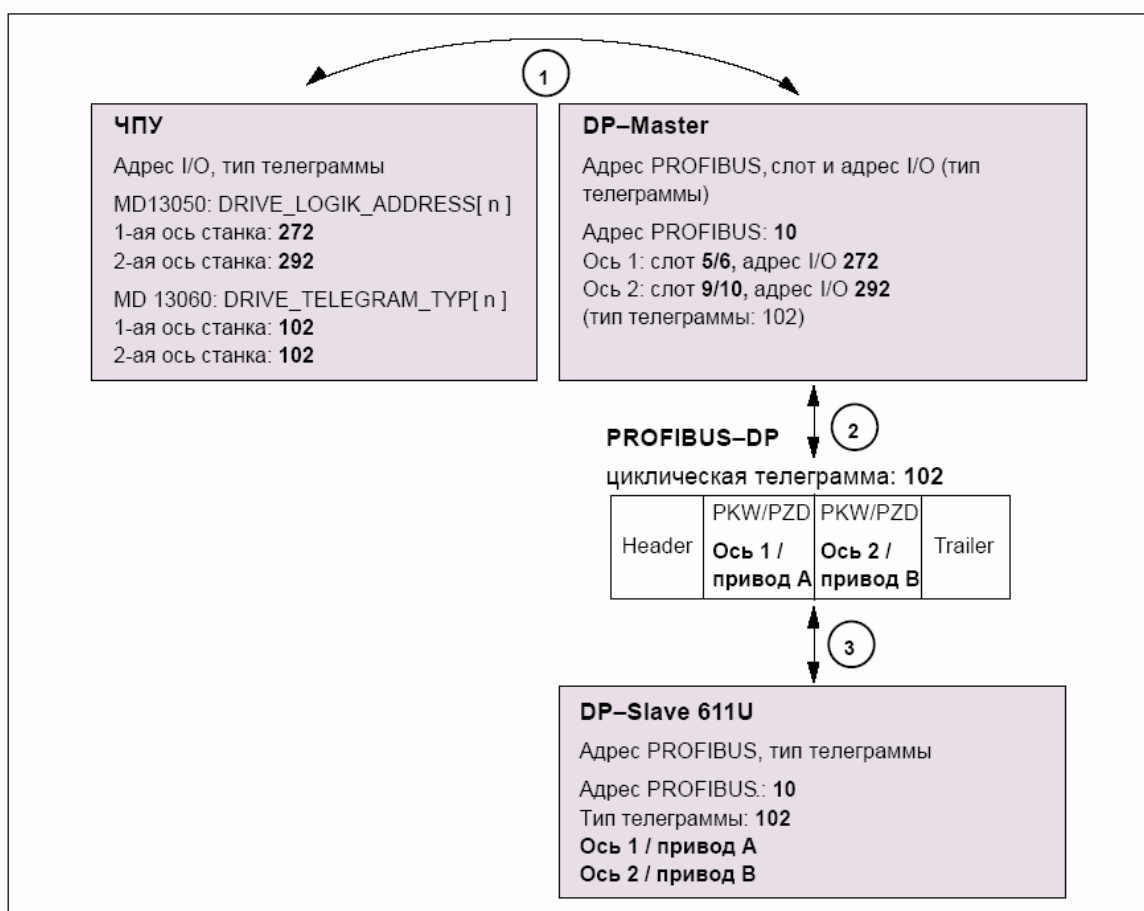 1
ЧПУ
Адрес I/O, тип телеграммы
MD13050: DRIVE_LOGIK_ADDRESS[ n ]
1-ая ось станка: 272
2-ая ось станка: 292
MD 13060: DRIVE_TELEGRAM_TYP[ n ]
1-ая ось станка: 102
2-ая ось станка: 102
DP–Master
Адрес PROFIBUS, слот и адрес I/O (тип
телеграммы)
Адрес PROFIBUS: 10
Ось 1: слот 5/6, адрес I/O 272
Ось 2: слот 9/10, адрес I/O 292
(тип телеграммы: 102)
2
PROFIBUS–DP
циклическая телеграмма: 102
Header
PKW/PZD
Ось 1 /
привод A
PKW/PZD
Ось 2 /
привод B
Trailer
3
DP–Slave 611U
Адрес PROFIBUS, тип телеграммы
Адрес PROFIBUS.: 10
Тип телеграммы: 102
Ось 1 / привод A
Ось 2 / привод B